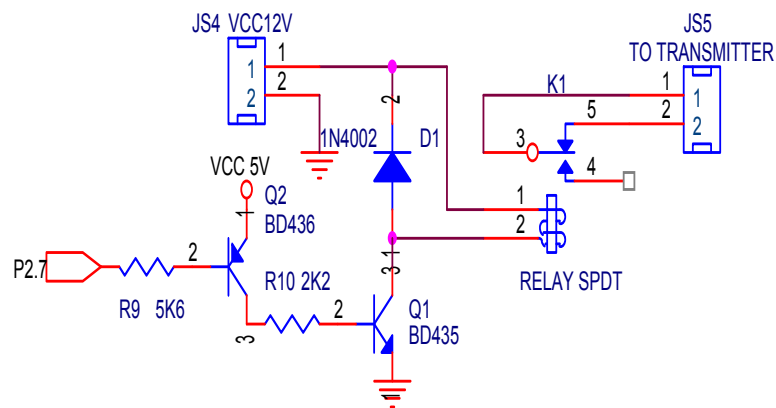 JS4 VCC12V
1
1
2
2
JS5
TO TRANSMITTER
K1
1
1
5
2
2
3
4
2
1N4002
D1
VCC 5V
Q2
1
BD436
1
2
RELAY SPDT
P2.7
2
R9 5K6
R10 2K2
3
2
3
1
Q1
BD435
1